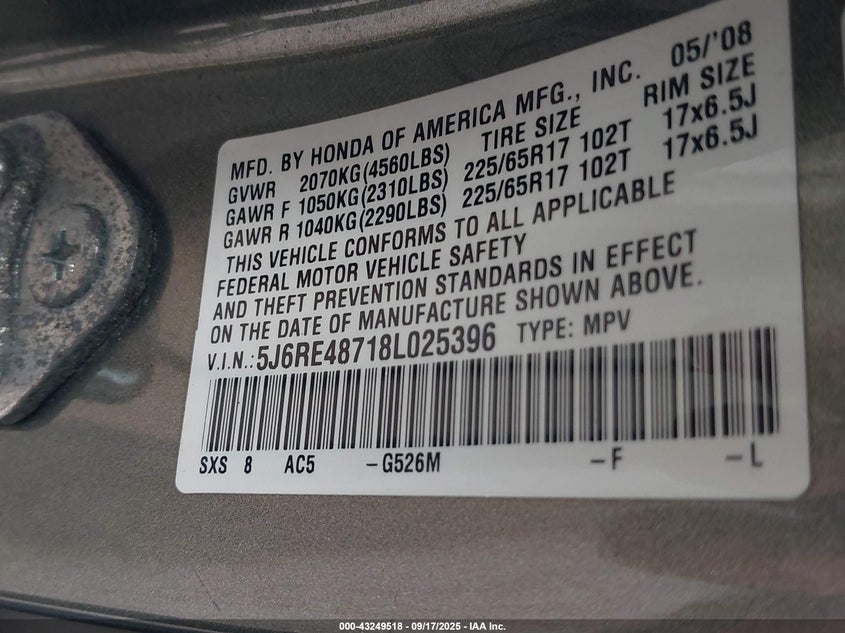 MFD. BY HONDA OF AMERICA MFG., INC. 05/'08
GVWR 2070KG(4560LBS) TIRE SIZE RIM SIZE
GAWR F 1050KG(2310LBS) 225/65R17 102T 17x6.5J
GAWR R 1040KG(2290LBS) 225/65R17 102T 17x6.5J
THIS VEHICLE CONFORMS TO ALL APPLICABLE
FEDERAL MOTOR VEHICLE SAFETY
AND THEFT PREVENTION STANDARDS IN EFFECT
ON THE DATE OF MANUFACTURE SHOWN ABOVE.
V.I.N.:5J6RE48718L025396 TYPE: MPV
SXS 8 AC5 -G526M -F -L
000-43249518 - 09/17/2025 - IAA Inc.